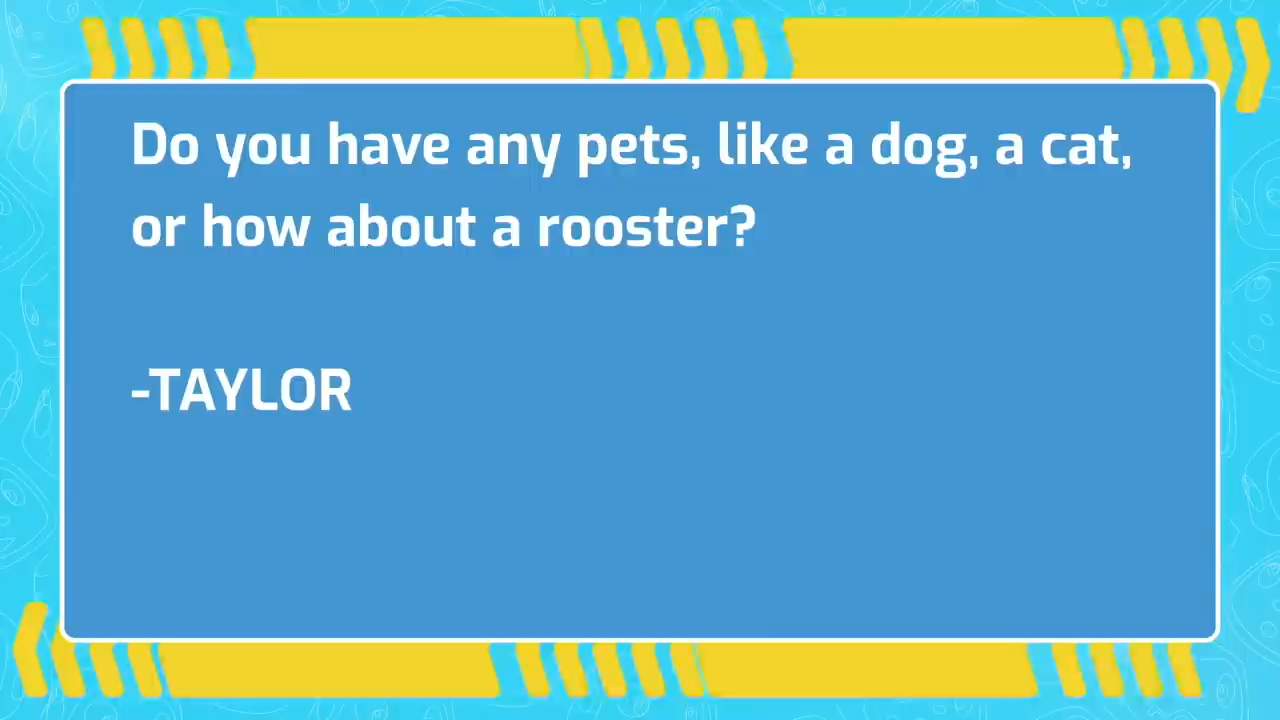 Do you have any pets, like a dog, a cat,
or how about a rooster?
-TAYLOR